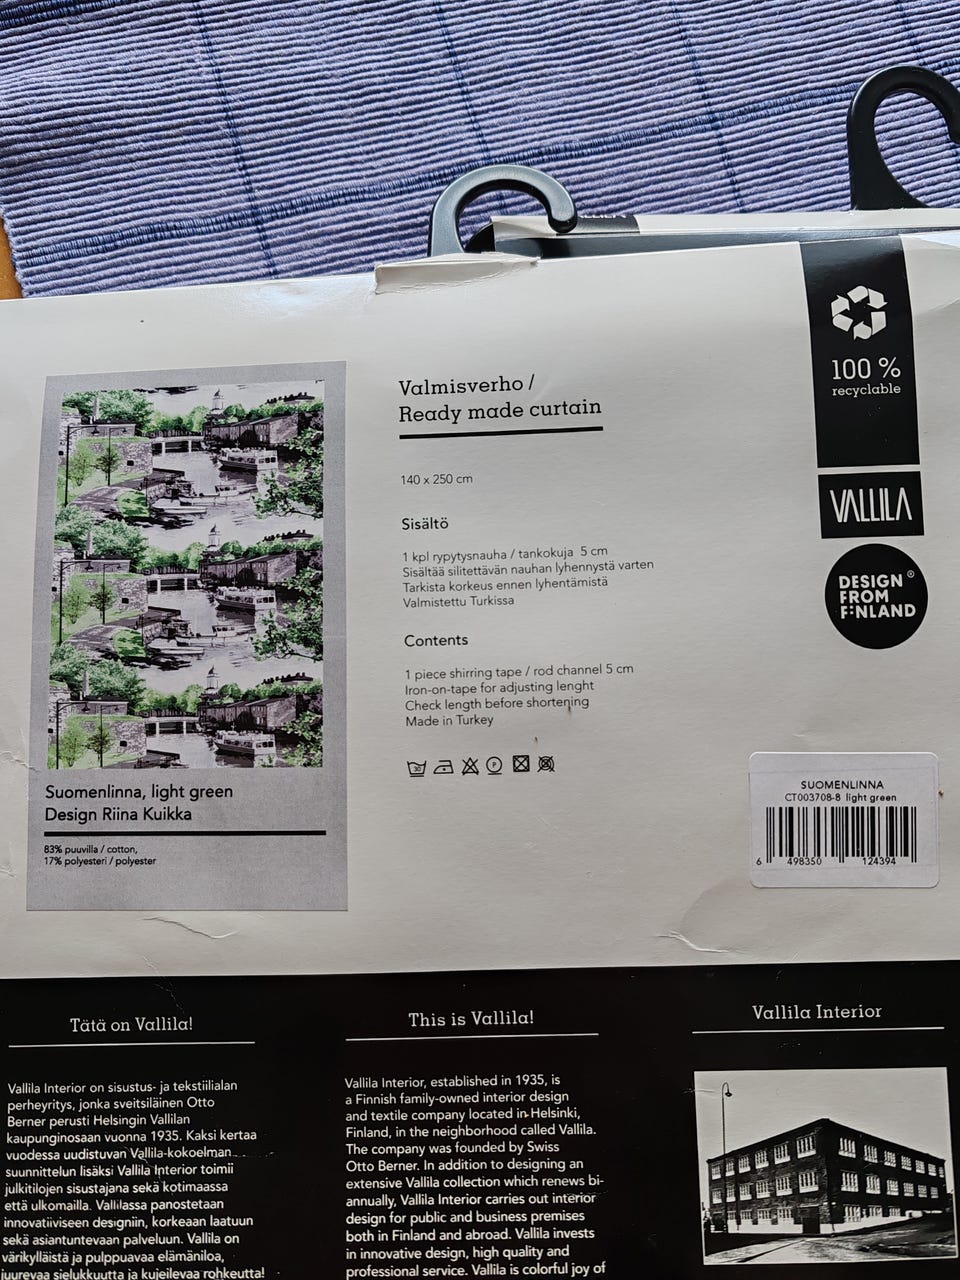 100 %
recyclable
VALLILA
DESIGN
FROM
FINLAND
®
Valmisverho /
Ready made curtain
140 x 250 cm
Sisältö
1 kpl rypytysnauha / tankokuja 5 cm
Sisältää silitettävän nauhan lyhennystä varten
Tarkista korkeus ennen lyhentämistä
Valmistettu Turkissa
Contents
1 piece shirring tape / rod channel 5 cm
Iron-on-tape for adjusting lenght
Check length before shortening
Made in Turkey
30
P
Suomenlinna, light green
Design Riina Kuikka
83% puuvilla / cotton,
17% polyesteri / polyester
SUOMENLINNA
CT003708-8 light green
6 498350 124394
Tätä on Vallila!
Vallila Interior on sisustus- ja tekstiilialan
perheyritys, jonka sveitsiläinen Otto
Berner perusti Helsingin Vallilan
kaupunginosaan vuonna 1935. Kaksi kertaa
vuodessa uudistuvan Vallila-kokoelman
suunnittelun lisäksi Vallila Interior toimii
julkitilojen sisustajana sekä kotimaassa
että ulkomailla. Vallilassa panostetaan
innovatiiviseen designiin, korkeaan laatuun
sekä asiantuntevaan palveluun. Vallila on
värikylläistä ja pulppuavaa elämäniloa,
juurevaa sielukkuutta ja kujeilevaa rohkeutta!
This is Vallila!
Vallila Interior, established in 1935, is
a Finnish family-owned interior design
and textile company located in Helsinki,
Finland, in the neighborhood called Vallila.
The company was founded by Swiss
Otto Berner. In addition to designing an
extensive Vallila collection which renews bi-
annually, Vallila Interior carries out interior
design for public and business premises
both in Finland and abroad. Vallila invests
in innovative design, high quality and
professional service. Vallila is colorful joy of
Vallila Interior